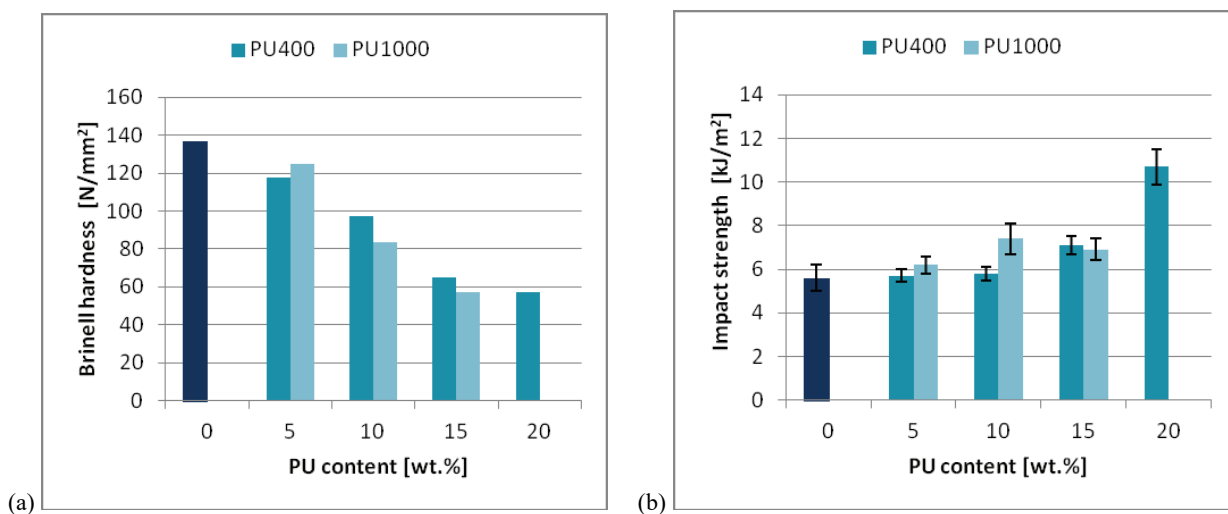 PU400 PU1000
160
140
120
100
80
60
40
20
0
Brinell hardness [N/mm²]
0 5 10 15 20
PU content [wt.%]
(a)
PU400 PU1000
14
12
10
8
6
4
2
0
Impact strength [kJ/m²]
0 5 10 15 20
PU content [wt.%]
(b)